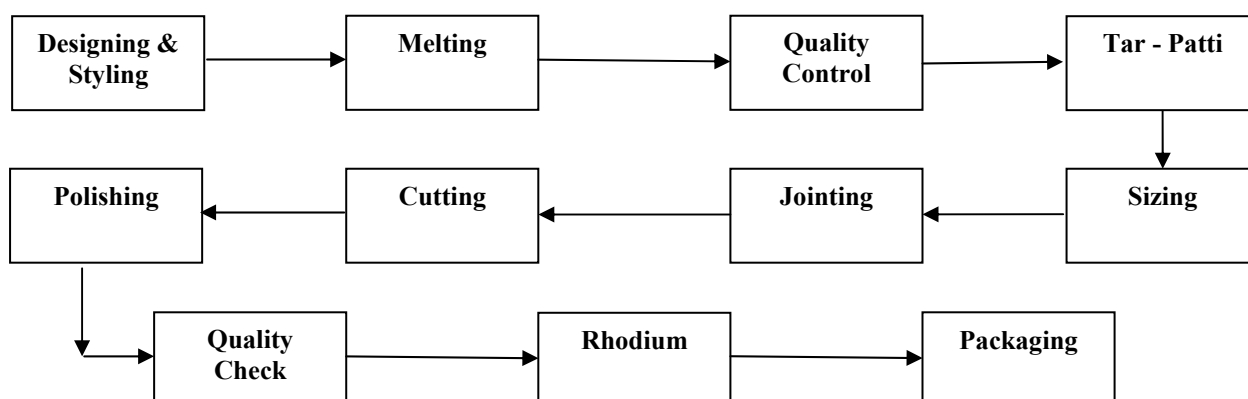 Designing &
Styling
Melting
Quality
Control
Tar - Patti
Sizing
Jointing
Cutting
Polishing
Quality
Check
Rhodium
Packaging